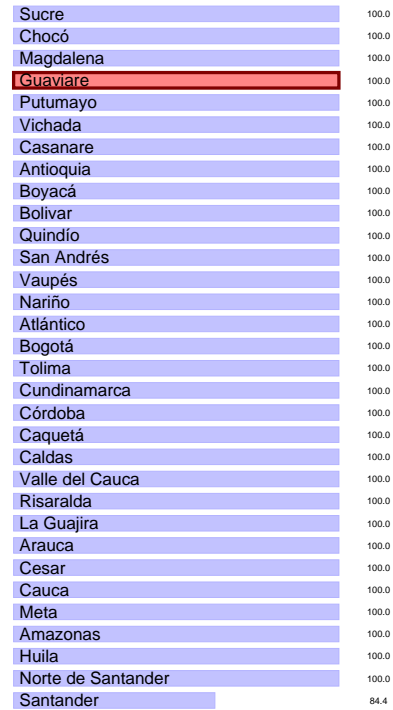 Sucre 100.0
Chocó 100.0
Magdalena 100.0
Guaviare 100.0
Putumayo 100.0
Vichada 100.0
Casanare 100.0
Antioquia 100.0
Boyacá 100.0
Bolivar 100.0
Quindío 100.0
San Andrés 100.0
Vaupés 100.0
Nariño 100.0
Atlántico 100.0
Bogotá 100.0
Tolima 100.0
Cundinamarca 100.0
Córdoba 100.0
Caquetá 100.0
Caldas 100.0
Valle del Cauca 100.0
Risaralda 100.0
La Guajira 100.0
Arauca 100.0
Cesar 100.0
Cauca 100.0
Meta 100.0
Amazonas 100.0
Huila 100.0
Norte de Santander 100.0
Santander 84.4